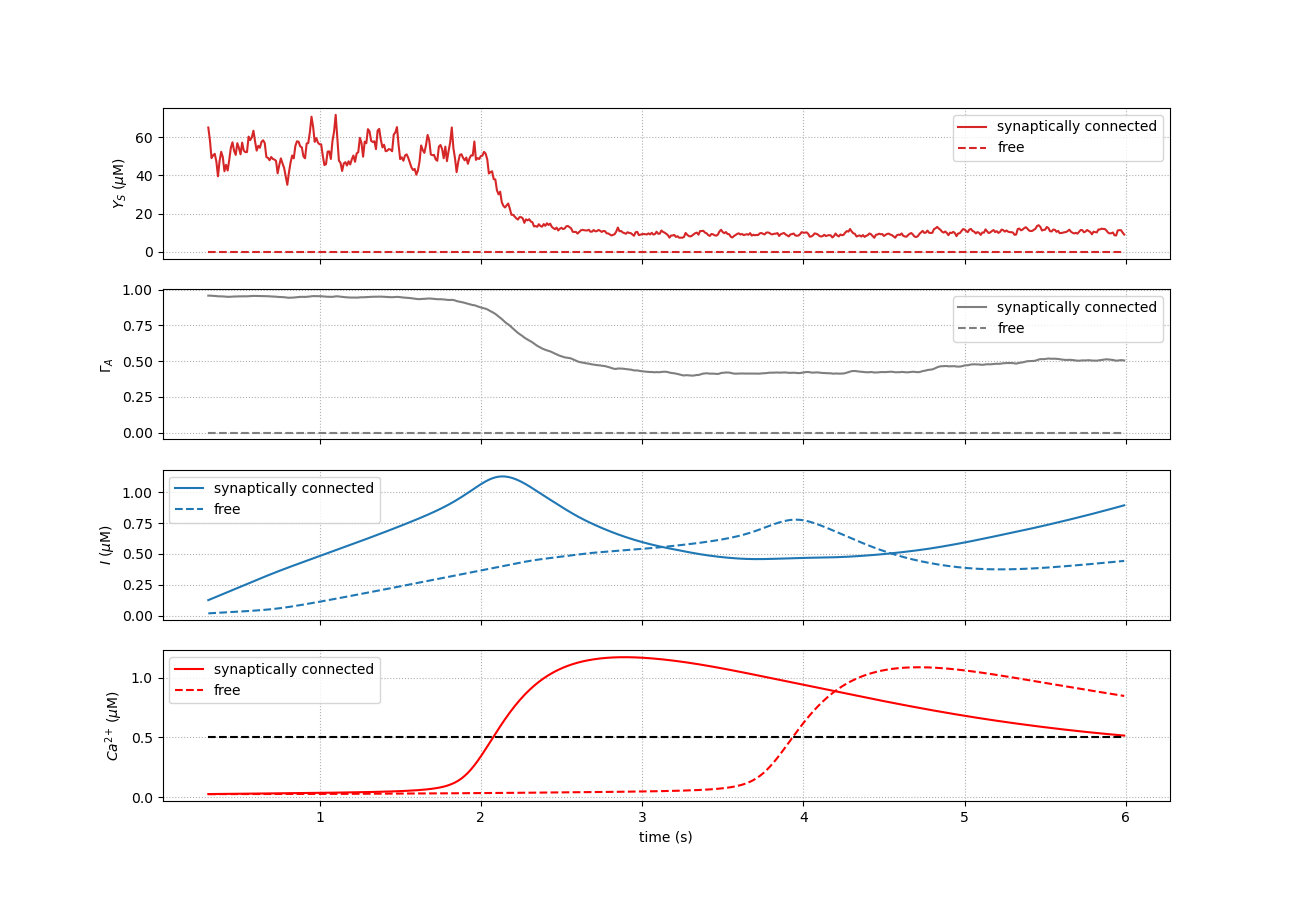 60
40
20
0
Y_S (μM)
synaptically connected
free
1.00
0.75
0.50
0.25
0.00
Γ_A
synaptically connected
free
1.00
0.75
0.50
0.25
0.00
I (μM)
synaptically connected
free
1.0
0.5
0.0
Ca²⁺ (μM)
synaptically connected
free
1 2 3 4 5 6
time (s)